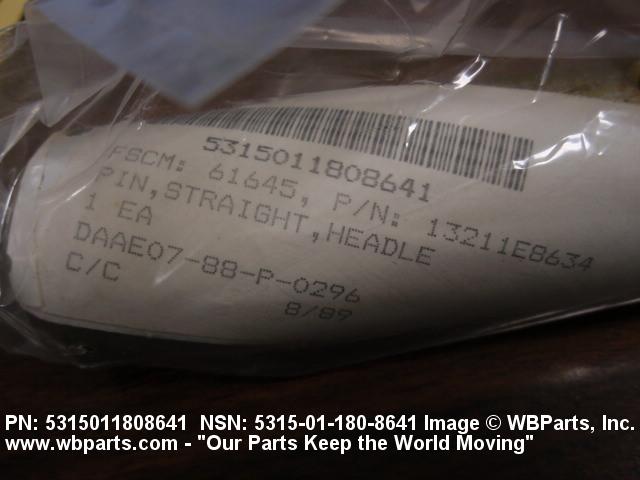 5315011808641
FSCM: 61645, P/N: 13211E8634
PIN,STRAIGHT,HEADLE
1 EA
DAAE07-88-P-0296
C/C
8/89
PN: 5315011808641 NSN: 5315-01-180-8641 Image © WBParts, Inc.
www.wbparts.com - "Our Parts Keep the World Moving"